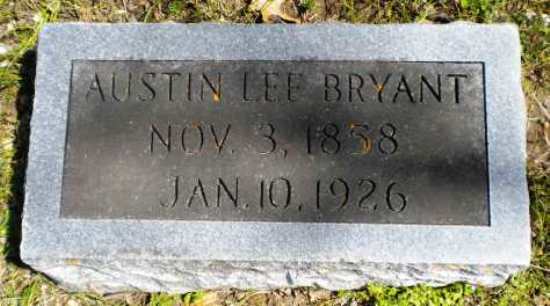 AUSTIN LEE BRYANT
NOV. 3, 1858
JAN. 10, 1926